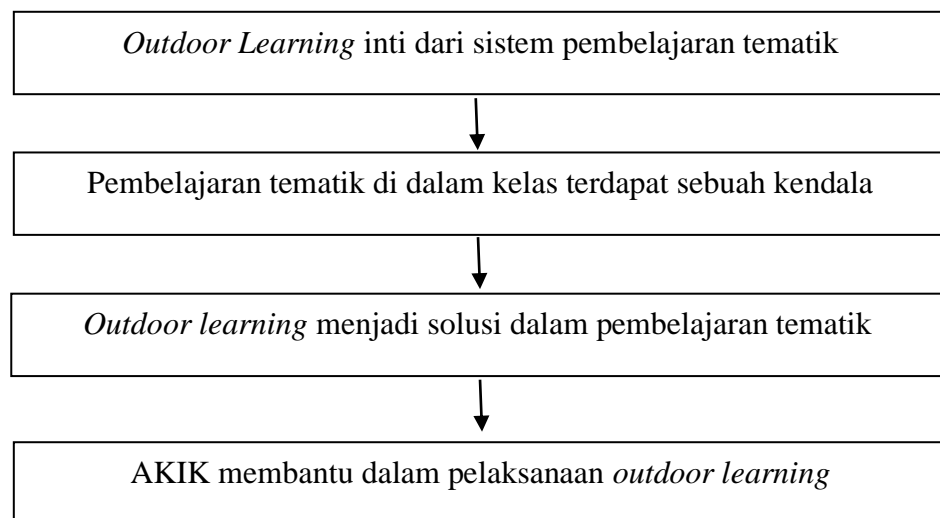 Outdoor Learning inti dari sistem pembelajaran tematik
Pembelajaran tematik di dalam kelas terdapat sebuah kendala
Outdoor learning menjadi solusi dalam pembelajaran tematik
AKIK membantu dalam pelaksanaan outdoor learning